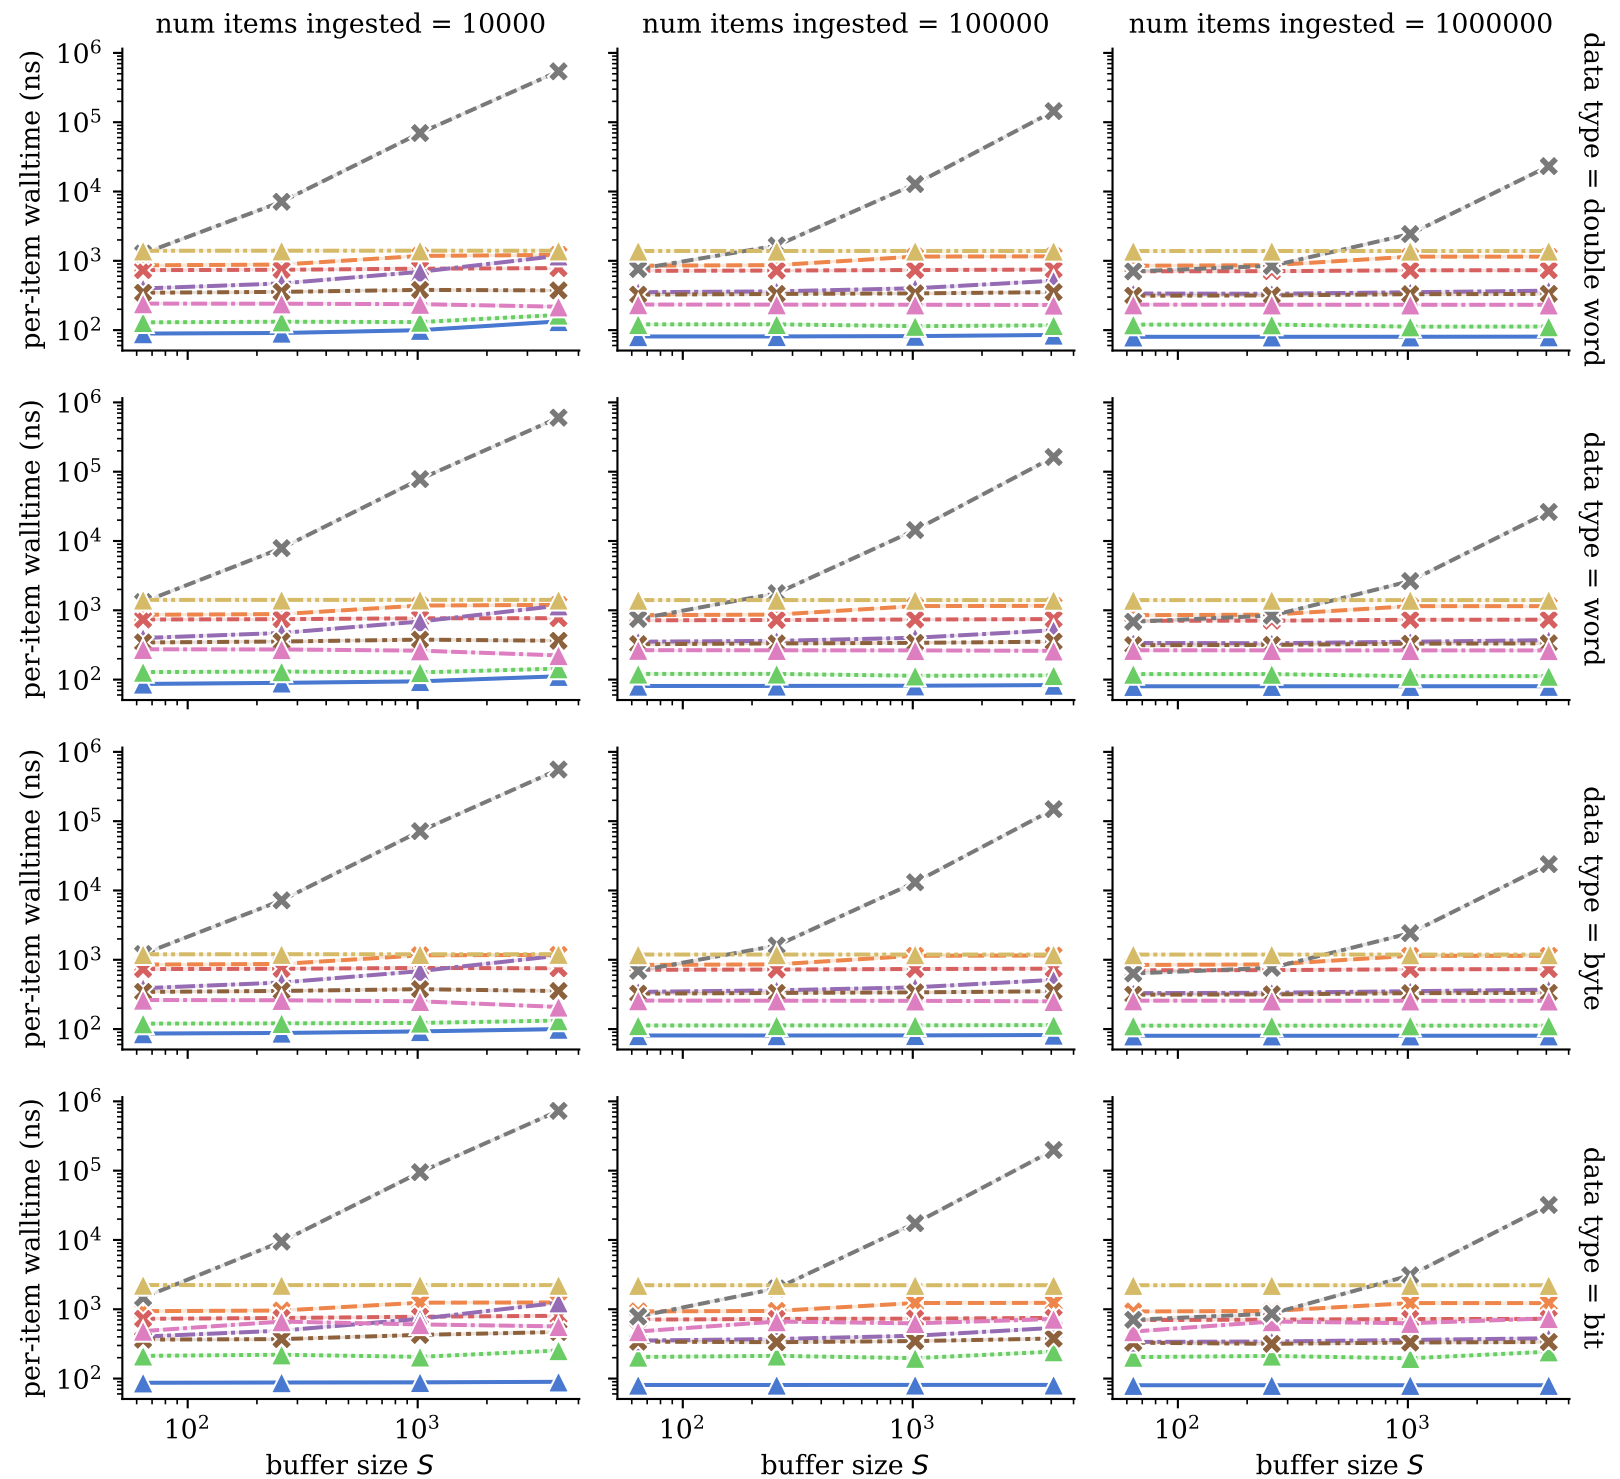 num items ingested = 10000
num items ingested = 100000
num items ingested = 1000000
per-item walltime (ns)
10⁶
10⁵
10⁴
10³
10²
data type = double word
per-item walltime (ns)
10⁶
10⁵
10⁴
10³
10²
data type = word
per-item walltime (ns)
10⁶
10⁵
10⁴
10³
10²
data type = byte
per-item walltime (ns)
10⁶
10⁵
10⁴
10³
10²
data type = bit
10² 10³
10² 10³
10² 10³
buffer size S
buffer size S
buffer size S